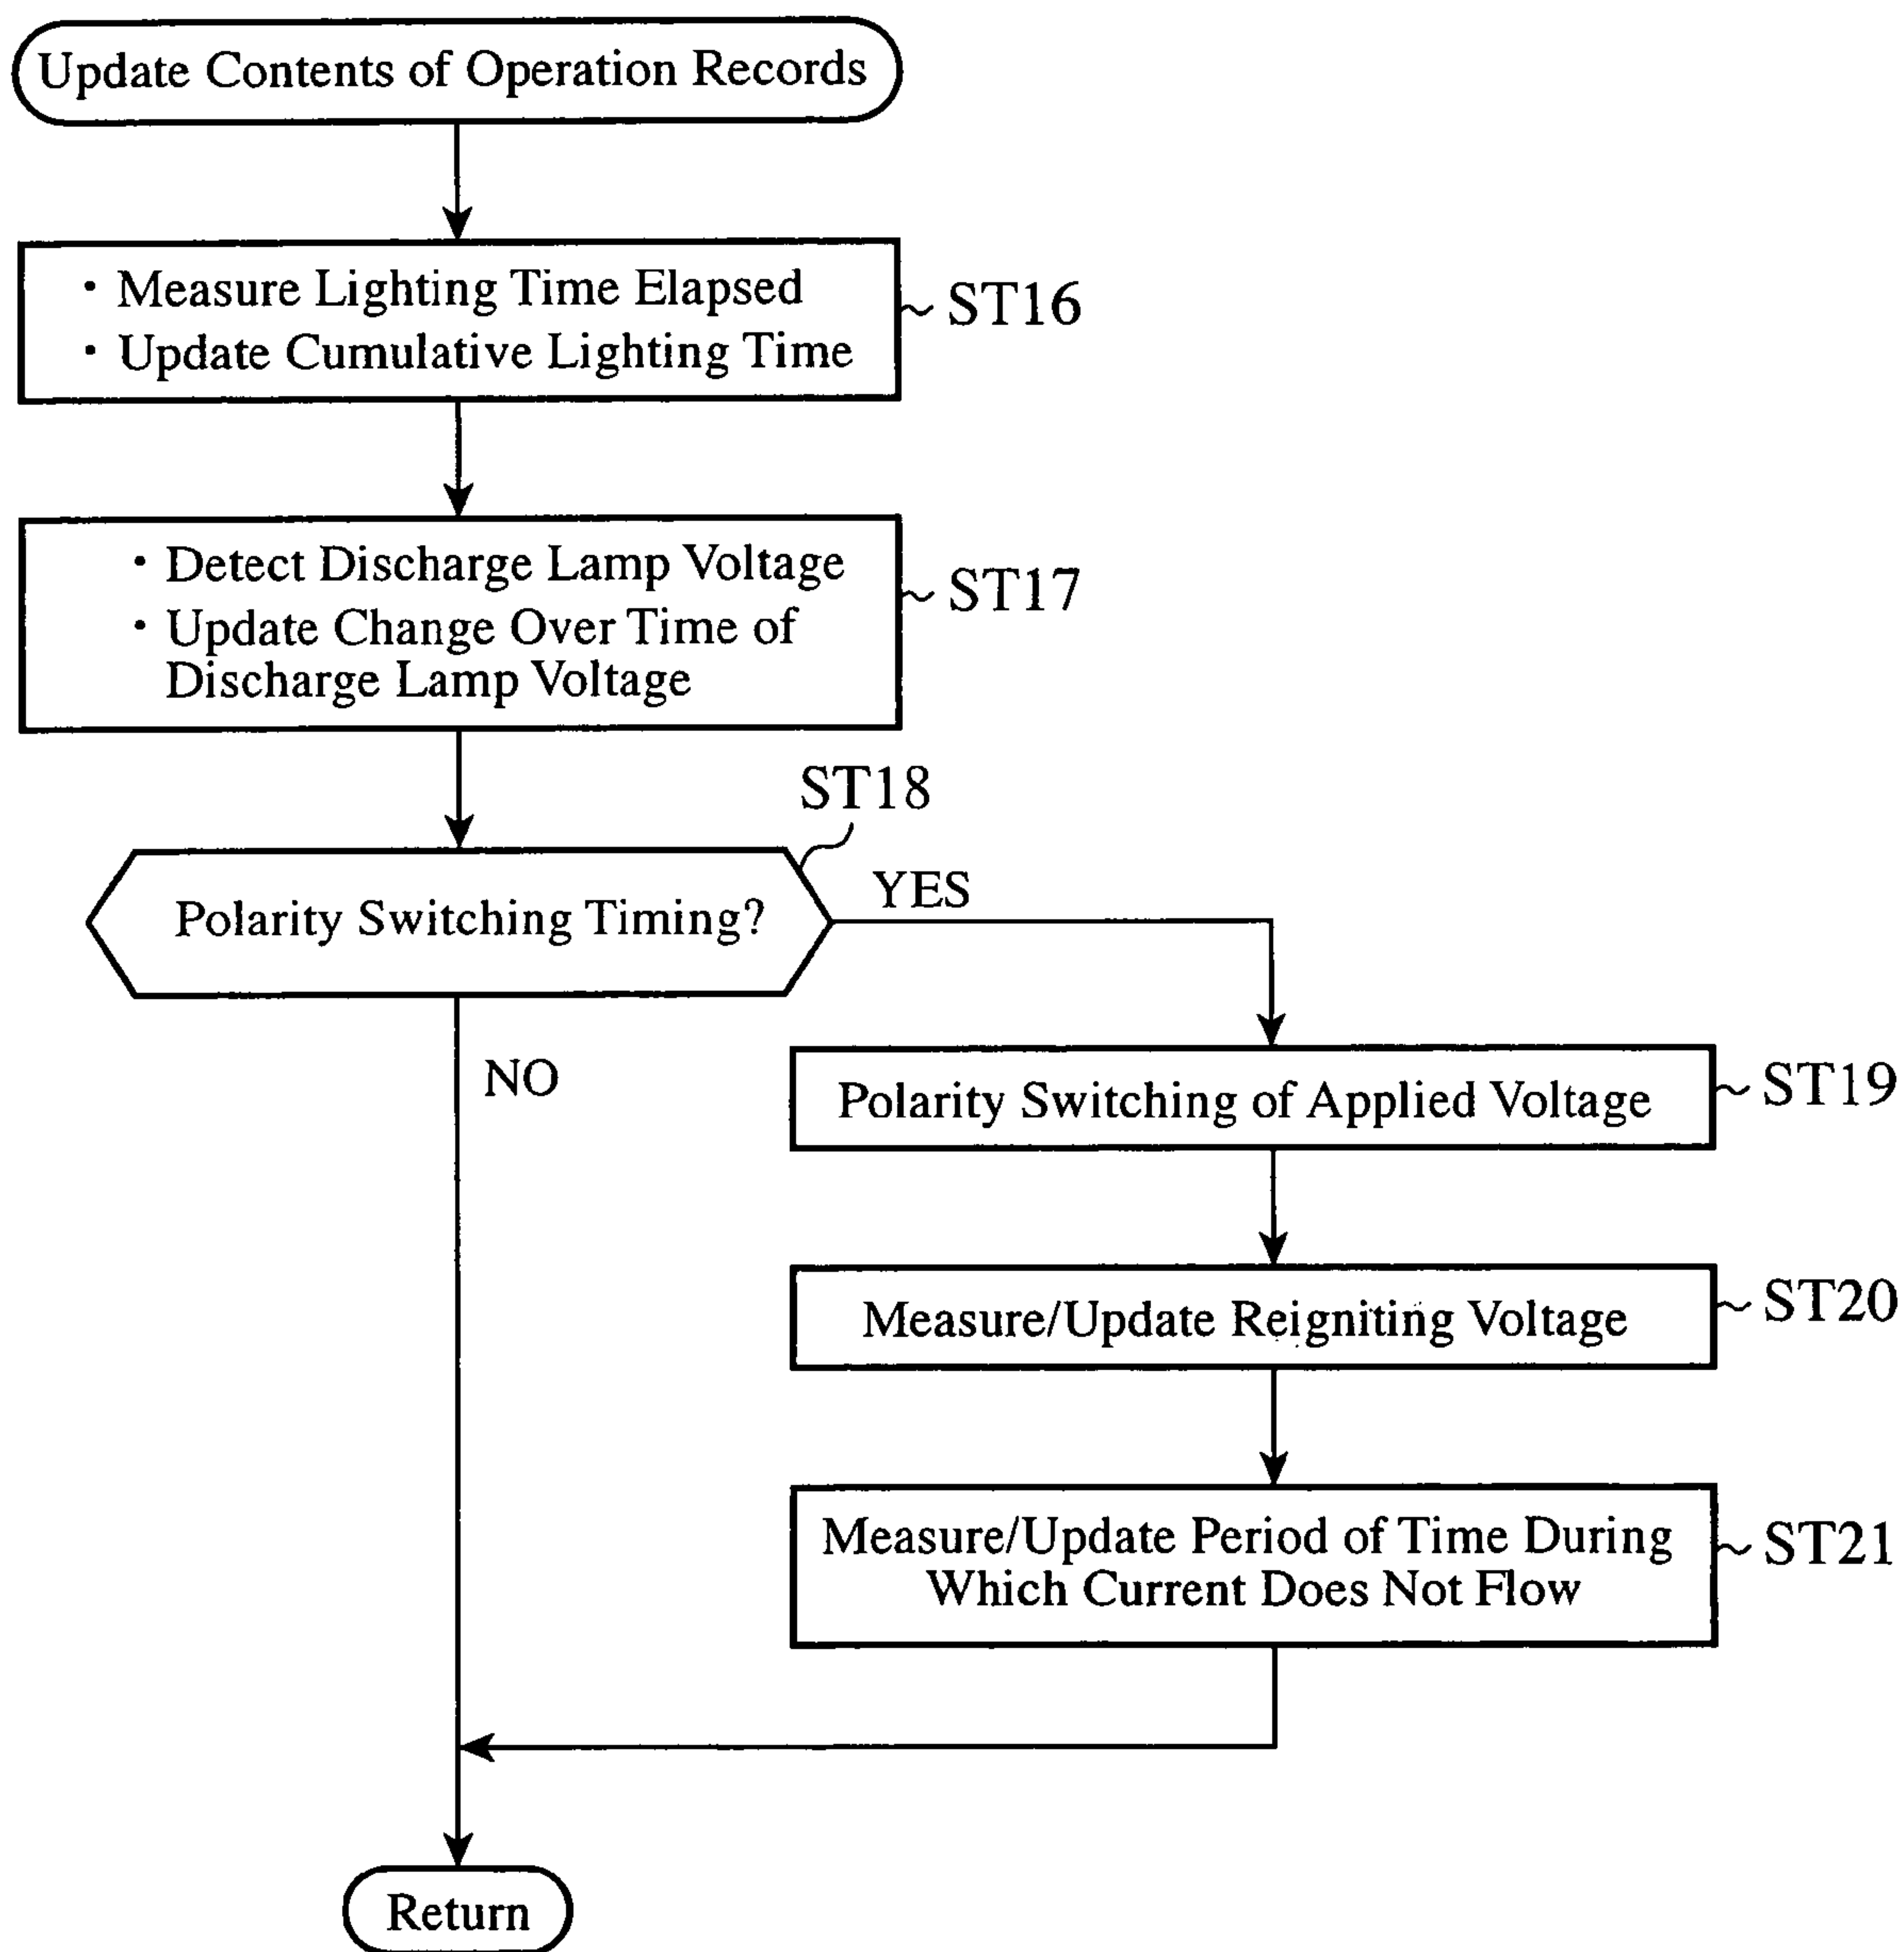 Update Contents of Operation Records
・Measure Lighting Time Elapsed
ST16
・Update Cumulative Lighting Time
・Detect Discharge Lamp Voltage
ST17
・Update Change Over Time of
Discharge Lamp Voltage
ST18
Polarity Switching Timing?
YES
NO
Polarity Switching of Applied Voltage
ST19
Measure/Update Reigniting Voltage
ST20
Measure/Update Period of Time During
ST21
Which Current Does Not Flow
Return